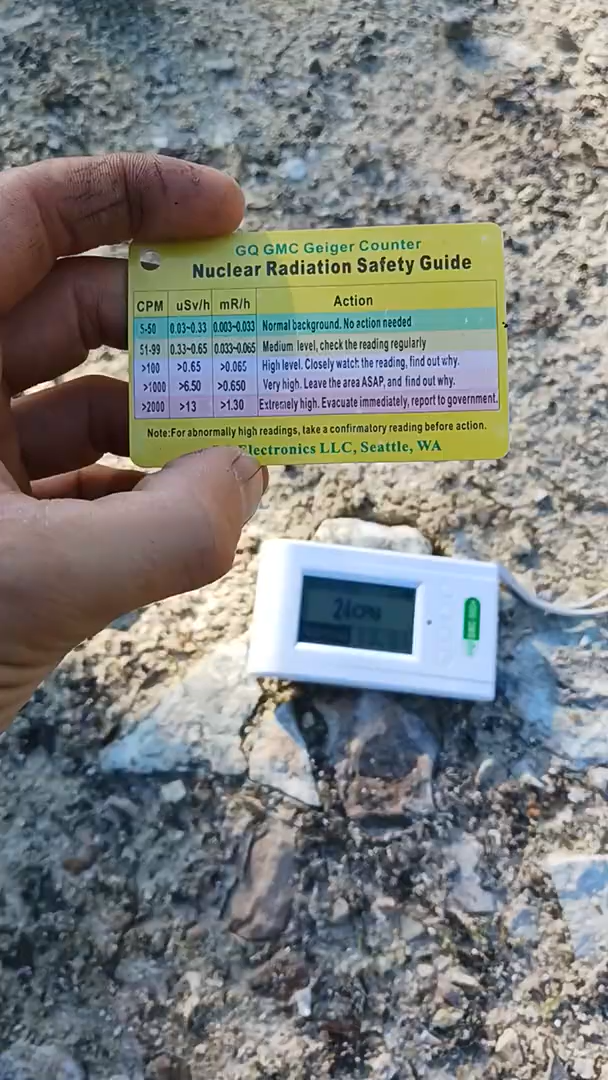 GQ GMC Geiger Counter
Nuclear Radiation Safety Guide
CPM uSv/h mR/h Action
5-50 0.03~0.33 0.003~0.033 Normal background. No action needed
51-99 0.33~0.65 0.033~0.065 Medium level, check the reading regularly
>100 >0.65 >0.065 High level. Closely watch the reading, find out why.
>1000 >6.50 >0.650 Very high. Leave the area ASAP, and find out why.
>2000 >13 >1.30 Extremely high. Evacuate immediately, report to government.
Note:For abnormally high readings, take a confirmatory reading before action.
Electronics LLC, Seattle, WA